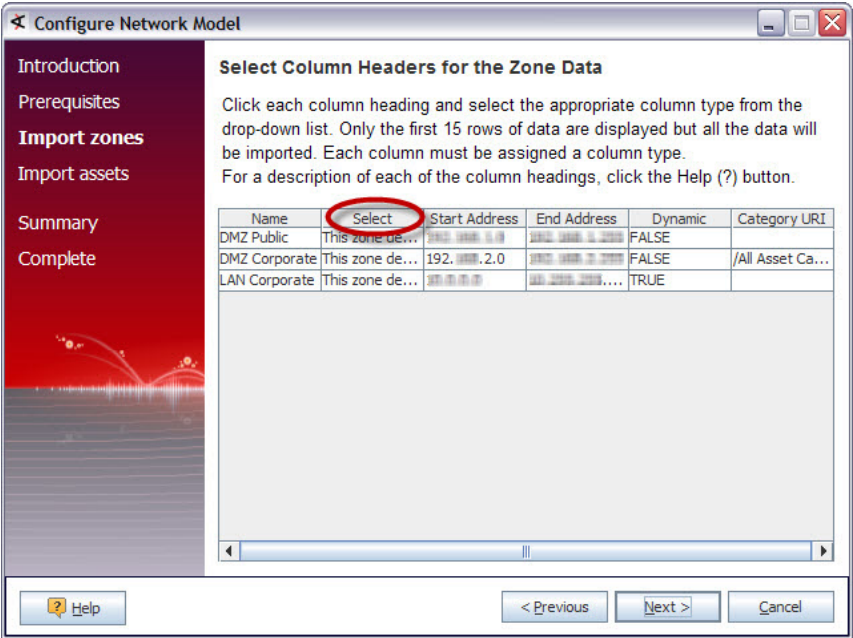 Configure Network Model
Introduction
Prerequisites
Import zones
Import assets
Summary
Complete
Select Column Headers for the Zone Data
Click each column heading and select the appropriate column type from the
drop-down list. Only the first 15 rows of data are displayed but all the data will
be imported. Each column must be assigned a column type.
For a description of each of the column headings, click the Help (?) button.
Name Select Start Address End Address Dynamic Category URI
DMZ Public This zone de... FALSE
DMZ Corporate This zone de... 192. .2.0 FALSE /All Asset Ca...
LAN Corporate This zone de... .... TRUE
Help
< Previous
Next >
Cancel